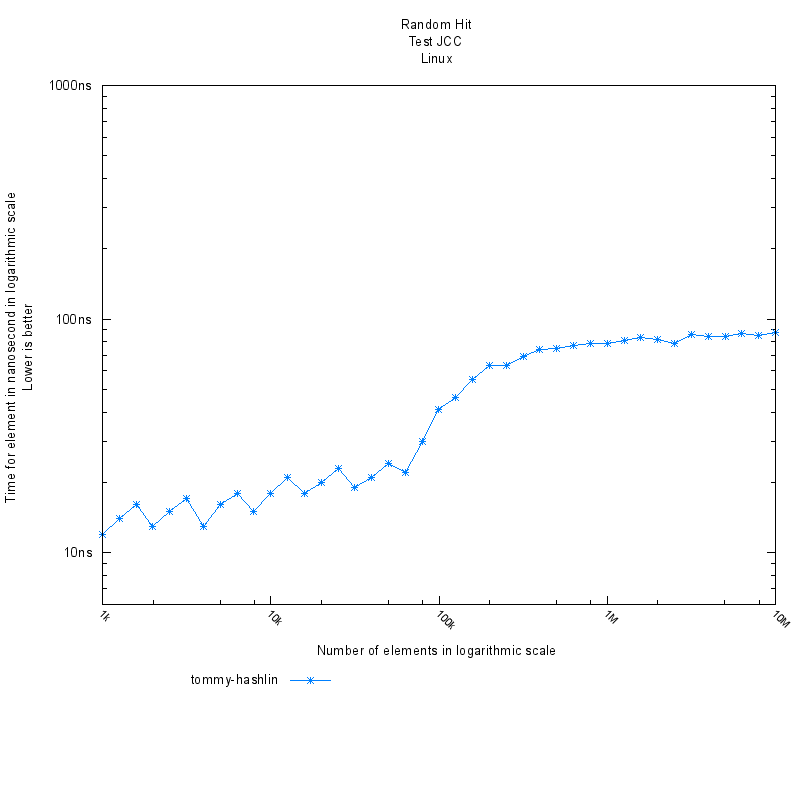 Random Hit
Test JCC
Linux
1000ns
100ns
10ns
Time for element in nanosecond in logarithmic scale
Lower is better
1k
10k
100k
1M
10M
Number of elements in logarithmic scale
tommy-hashlin